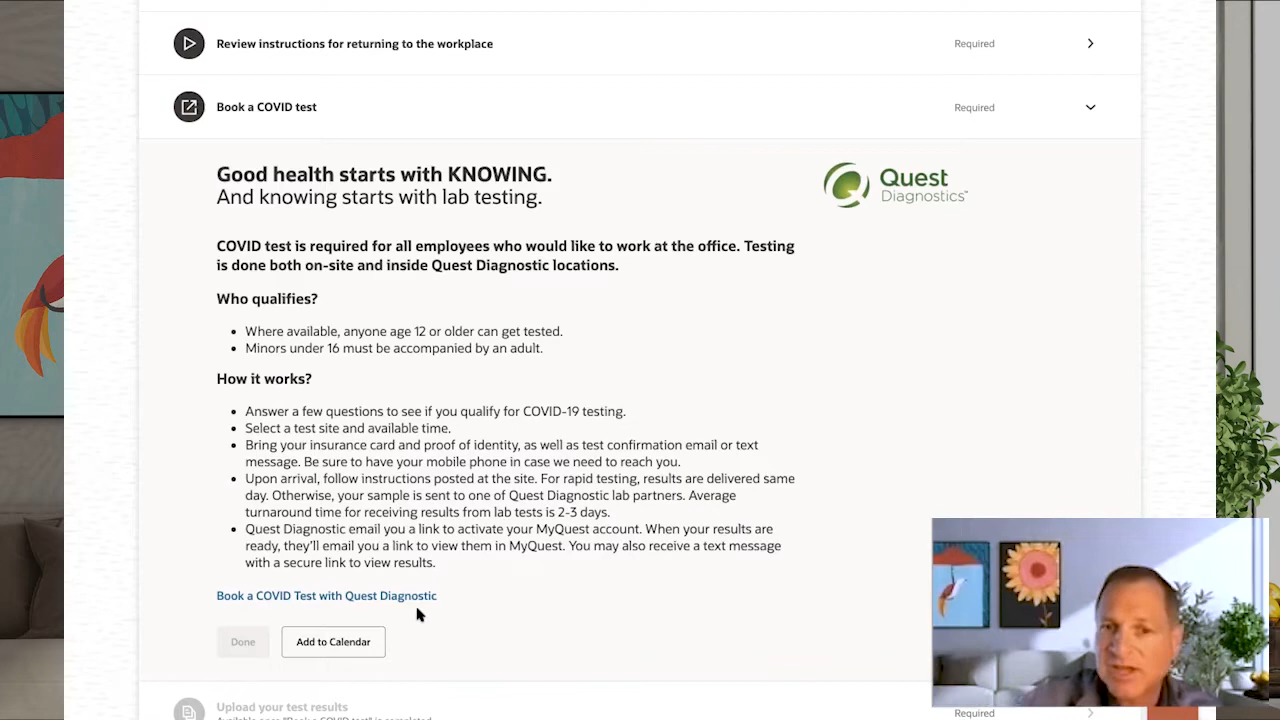 Review instructions for returning to the workplace
Required
Book a COVID test
Required
Good health starts with KNOWING.
And knowing starts with lab testing.
Quest
Diagnostics™
COVID test is required for all employees who would like to work at the office. Testing
is done both on-site and inside Quest Diagnostic locations.
Who qualifies?
• Where available, anyone age 12 or older can get tested.
• Minors under 16 must be accompanied by an adult.
How it works?
• Answer a few questions to see if you qualify for COVID-19 testing.
• Select a test site and available time.
• Bring your insurance card and proof of identity, as well as test confirmation email or text
message. Be sure to have your mobile phone in case we need to reach you.
• Upon arrival, follow instructions posted at the site. For rapid testing, results are delivered same
day. Otherwise, your sample is sent to one of Quest Diagnostic lab partners. Average
turnaround time for receiving results from lab tests is 2-3 days.
• Quest Diagnostic email you a link to activate your MyQuest account. When your results are
ready, they'll email you a link to view them in MyQuest. You may also receive a text message
with a secure link to view results.
Book a COVID Test with Quest Diagnostic
Done
Add to Calendar
Upload your test results
Required
Available once "Book a COVID test" is completed